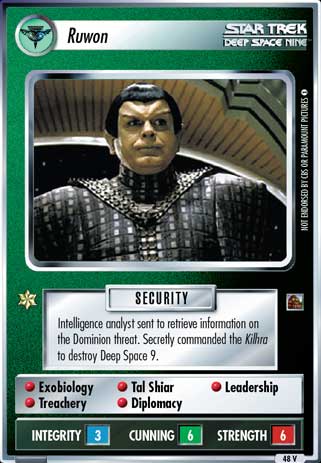 Ruwon
STAR TREK
DEEP SPACE NINE
NOT ENDORSED BY CBS OR PARAMOUNT PICTURES
SECURITY
Intelligence analyst sent to retrieve information on
the Dominion threat. Secretly commanded the Kilhra
to destroy Deep Space 9.
Exobiology Tal Shiar Leadership
Treachery Diplomacy
INTEGRITY 3 CUNNING 6 STRENGTH 6
48 V